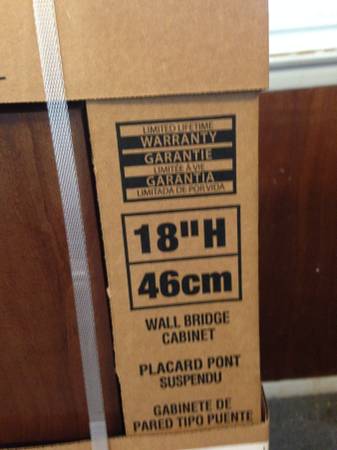 LIMITED LIFETIME
WARRANTY
GARANTIE
LIMITÉE À VIE
GARANTIA
LIMITADA DE POR VIDA
18"H
46cm
WALL BRIDGE
CABINET
PLACARD PONT
SUSPENDU
GABINETE DE
PARED TIPO PUENTE